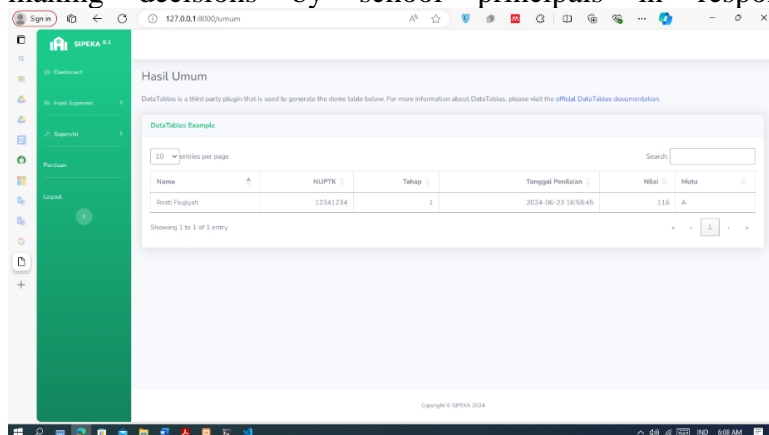 making decisions by school principals in respon
Sign in
127.0.0.1:8000/umum
SIPEKA 0.1
Dashboard
Hasil Supervisi
Supervisi
Panduan
Logout
Hasil Umum
DataTables is a third party plugin that is used to generate the demo table below. For more information about DataTables, please visit the official DataTables documentation.
DataTables Example
10 entries per page
Search:
Nama NUPTK Tahap Tanggal Penilaian Nilai Mutu
Resti Faujiyah 12341234 1 2024-06-23 16:58:45 116 A
Showing 1 to 1 of 1 entry
« ‹ 1 › »
Copyright © SIPEKA 2024
IND 6:08 AM